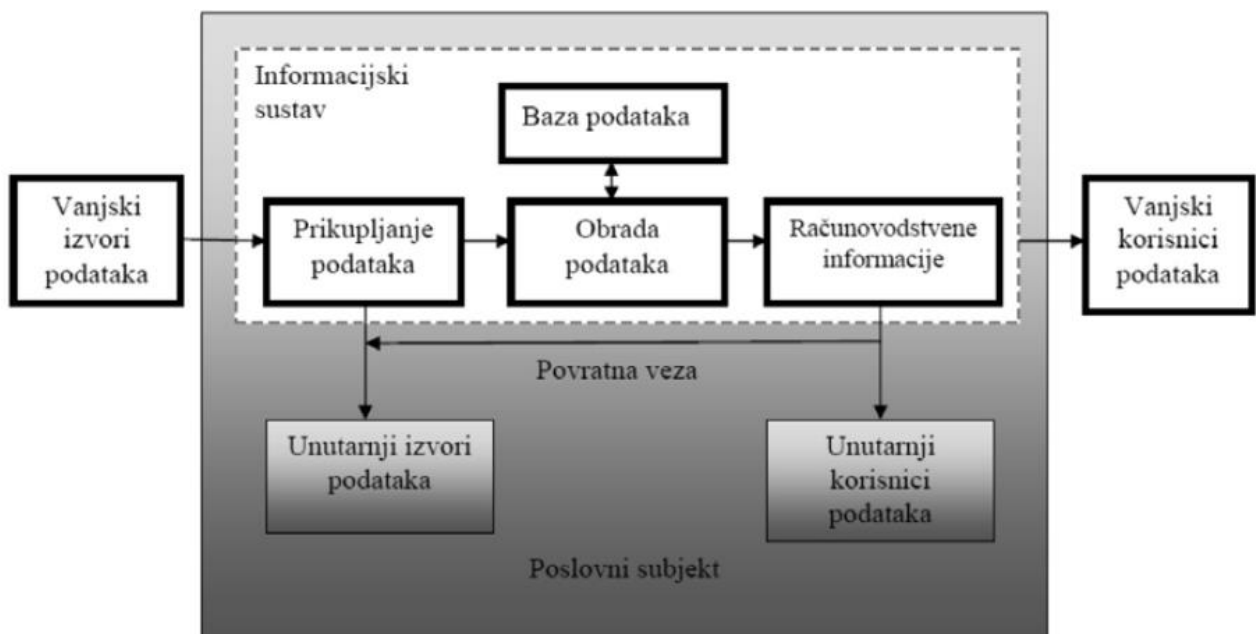 Informacijski
sustav
Baza podataka
Vanjski
izvori
podataka
Prikupljanje
podataka
Obrada
podataka
Računovodstvene
informacije
Vanjski
korisnici
podataka
Povratna veza
Unutarnji izvori
podataka
Unutarnji
korisnici
podataka
Poslovni subjekt